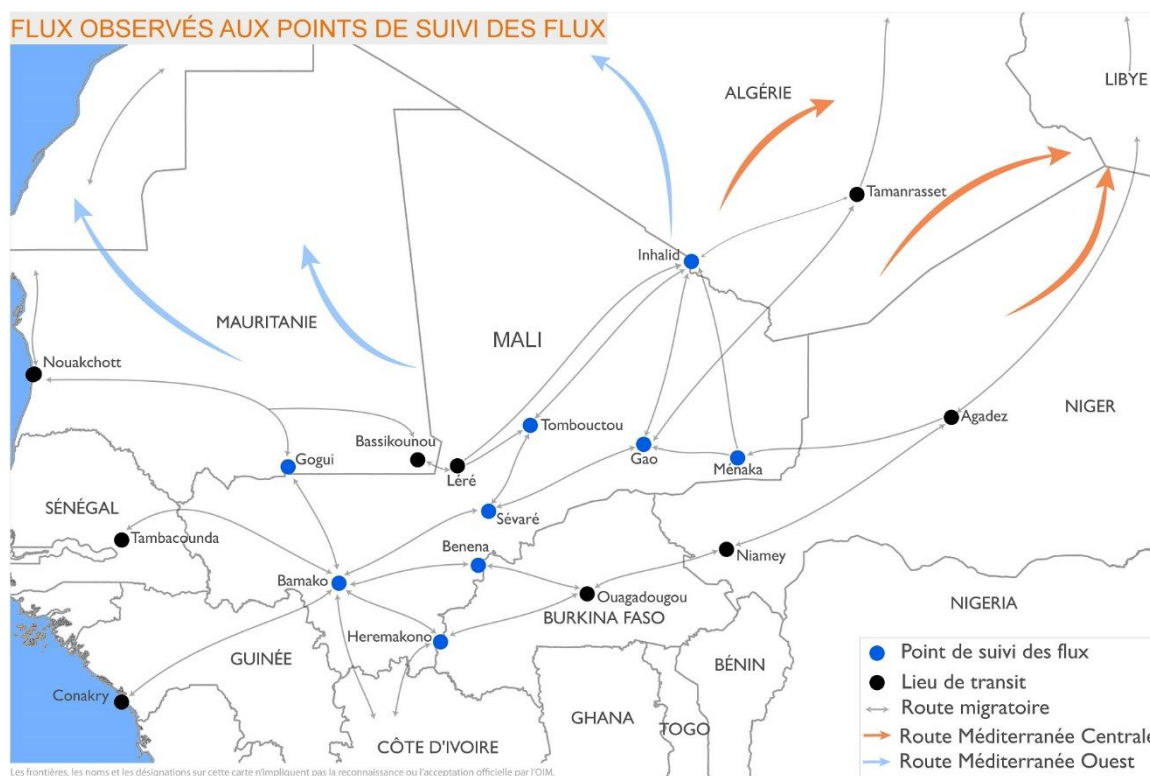 FLUX OBSERVÉS AUX POINTS DE SUIVI DES FLUX
ALGÉRIE
LIBYE
Tamanrasset
Inhalid
MAURITANIE
MALI
Nouakchott
Agadez
NIGER
Tombouctou
Bassikounou
Gogui
Léré
Gao
Ménaka
SÉNÉGAL
Tambacounda
Sévaré
Benena
Niamey
Bamako
Ouagadougou
BURKINA FASO
NIGERIA
Heremakono
GUINÉE
BÉNIN
Conakry
GHANA
TOGO
CÔTE D'IVOIRE
Point de suivi des flux
Lieu de transit
Route migratoire
Route Méditerranée Centrale
Route Méditerranée Ouest
Les frontières, les noms et les désignations sur cette carte n'impliquent pas la reconnaissance ou l'acceptation officielle par l'OIM.